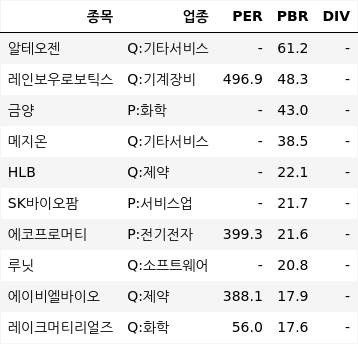 종목 업종 PER PBR DIV
알테오젠 Q:기타서비스 - 61.2 -
레인보우로보틱스 Q:기계장비 496.9 48.3 -
금양 P:화학 - 43.0 -
메지온 Q:기타서비스 - 38.5 -
HLB Q:제약 - 22.1 -
SK바이오팜 P:서비스업 - 21.7 -
에코프로머티 P:전기전자 399.3 21.6 -
루닛 Q:소프트웨어 - 20.8 -
에이비엘바이오 Q:제약 388.1 17.9 -
레이크머티리얼즈 Q:화학 56.0 17.6 -